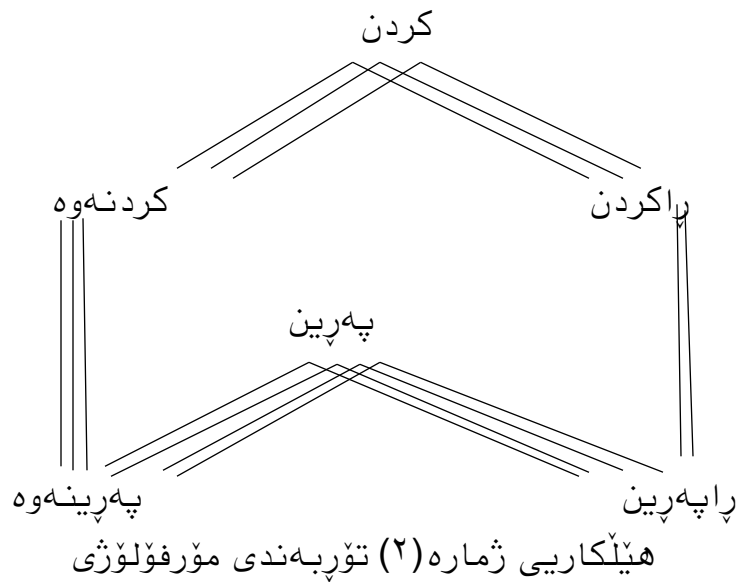 کردن
ڕاکردن
کردنەوە
پەڕین
ڕاپەڕین
پەڕینەوە
هێڵکاریی ژمارە (٢) تۆڕبەندی مۆرفۆلۆژی